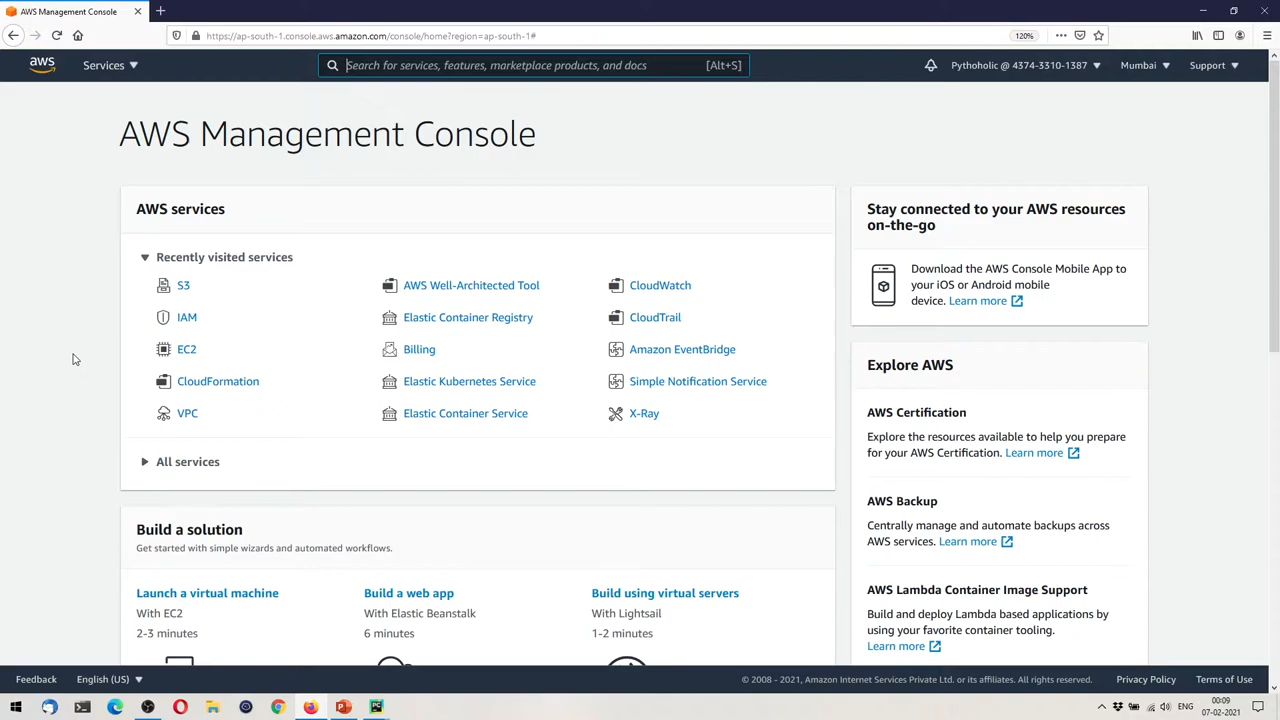 AWS Management Console
https://ap-south-1.console.aws.amazon.com/console/home?region=ap-south-1#
120%
aws
Services
Search for services, features, marketplace products, and docs
[Alt+S]
Pythoholic @ 4374-3310-1387
Mumbai
Support
AWS Management Console
AWS services
Recently visited services
S3
AWS Well-Architected Tool
CloudWatch
IAM
Elastic Container Registry
CloudTrail
EC2
Billing
Amazon EventBridge
CloudFormation
Elastic Kubernetes Service
Simple Notification Service
VPC
Elastic Container Service
X-Ray
All services
Build a solution
Get started with simple wizards and automated workflows.
Launch a virtual machine
With EC2
2-3 minutes
Build a web app
With Elastic Beanstalk
6 minutes
Build using virtual servers
With Lightsail
1-2 minutes
Stay connected to your AWS resources
on-the-go
Download the AWS Console Mobile App to
your iOS or Android mobile
device. Learn more
Explore AWS
AWS Certification
Explore the resources available to help you prepare
for your AWS Certification. Learn more
AWS Backup
Centrally manage and automate backups across
AWS services. Learn more
AWS Lambda Container Image Support
Build and deploy Lambda based applications by
using your favorite container tooling.
Learn more
Feedback
English (US)
© 2008 - 2021, Amazon Internet Services Private Ltd. or its affiliates. All rights reserved.
Privacy Policy
Terms of Use
ENG
00:09
07-02-2021